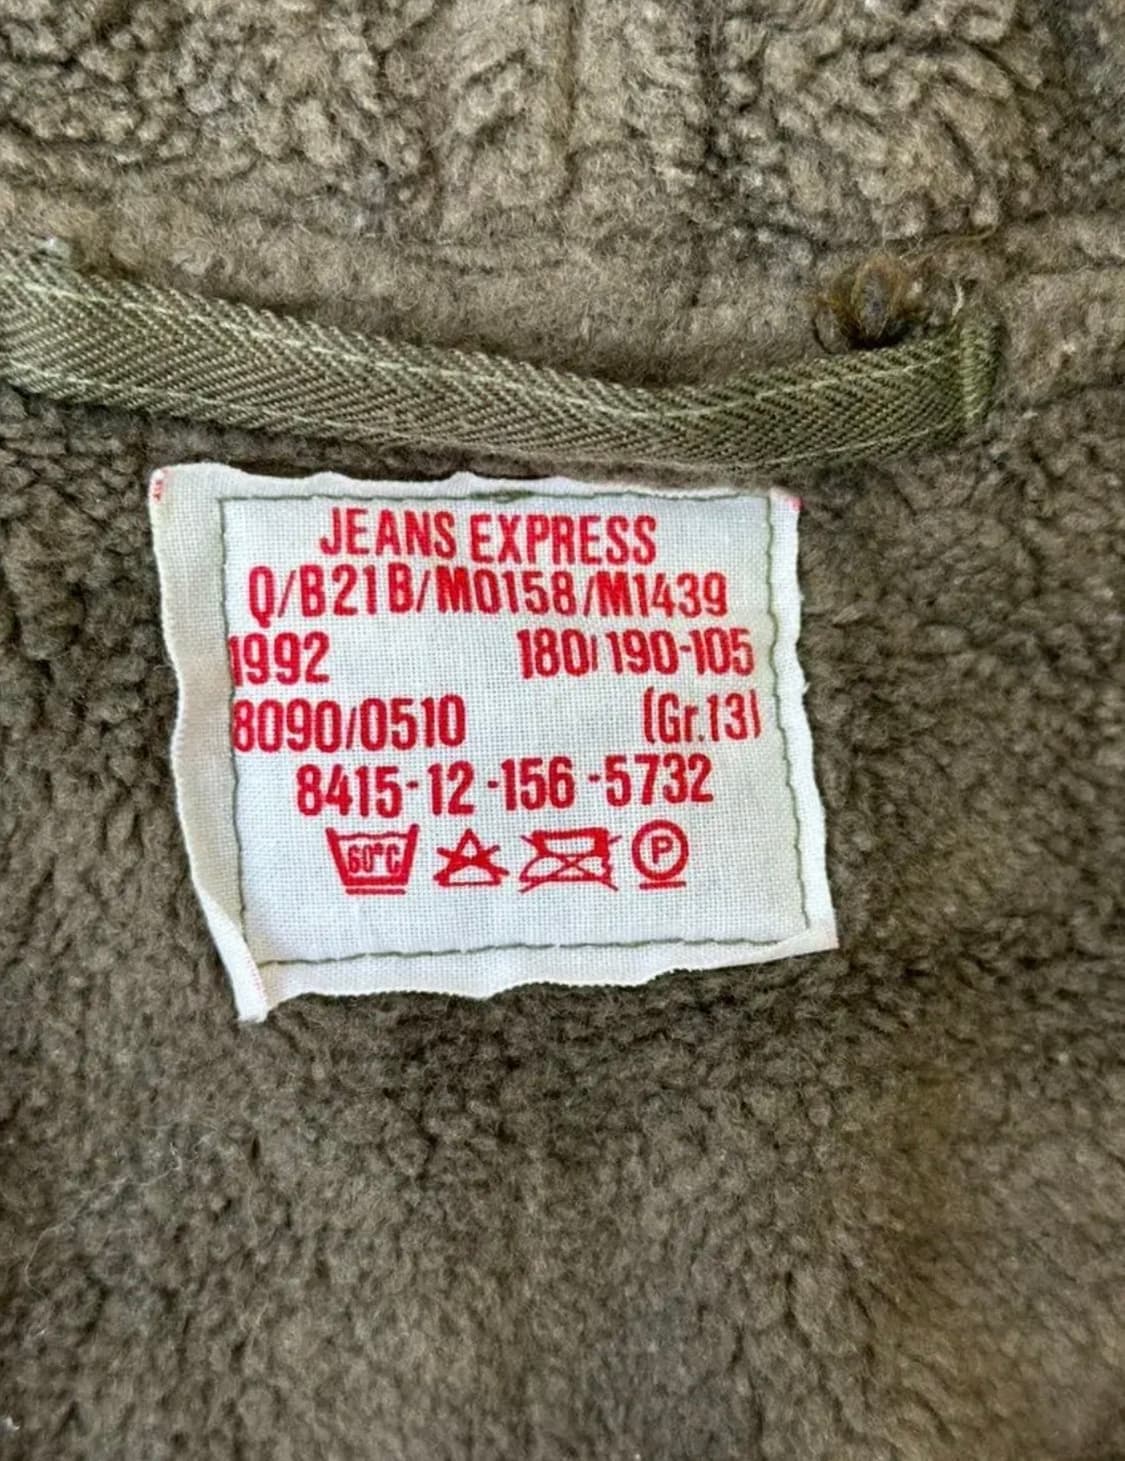 JEANS EXPRESS
Q/B21B/M0158/M1439
1992 180/190-105
8090/0510 (Gr.13)
8415-12-156-5732
60°C
P